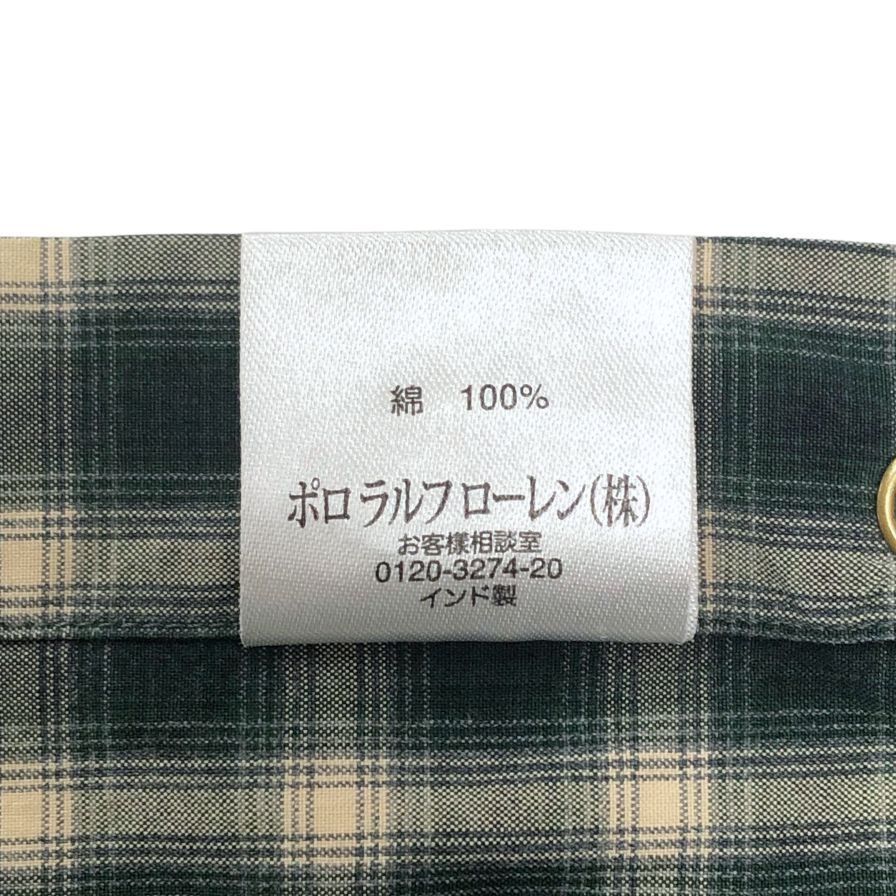 綿 100%
ポロ ラルフ ローレン(株)
お客様相談室
0120-3274-20
インド製